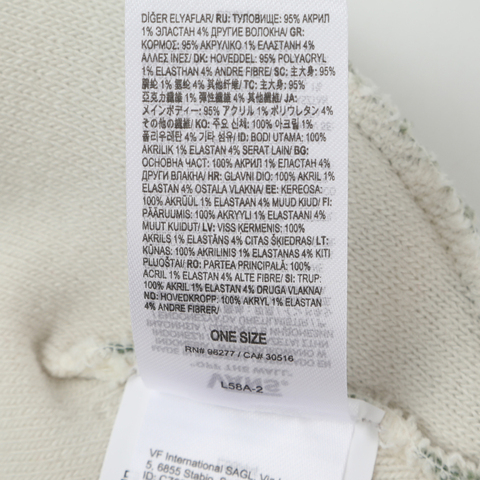 DİĞER ELYAFLAR/ RU: ТУЛОВИЩЕ: 95% АКРИЛ
1% ЭЛАСТАН 4% ДРУГИЕ ВОЛОКНА/ GR:
ΚΟΡΜΟΣ: 95% ΑΚΡΥΛΙΚΟ 1% ΕΛΑΣΤΑΝΗ 4%
ΑΛΛΕΣ ΙΝΕΣ/ DK: HOVEDDEL: 95% POLYACRYL
1% ELASTHAN 4% ANDRE FIBRE/ SC: 主大身: 95%
腈纶 1% 氨纶 4% 其他纤维/ TC: 主大身: 95%
亞克力纖 1% 彈性纖維 4% 其他纖維/ JA:
メインボディー: 95% アクリル 1% ポリウレタン 4%
その他の繊維/ KO: 주요 신체: 100% 아크릴 1%
폴리우레탄 4% 기타 섬유/ ID: BODI UTAMA: 100%
AKRILIK 1% ELASTAN 4% SERAT LAIN/ BG:
ОСНОВНА ЧАСТ: 100% АКРИЛ 1% ЕЛАСТАН 4%
ДРУГИ ВЛАКНА/ HR: GLAVNI DIO: 100% AKRIL 1%
ELASTAN 4% OSTALA VLAKNA/ EE: KEREOSA:
100% AKRÜÜL 1% ELASTAAN 4% MUUD KIUD/ FI:
PÄÄRUUMIS: 100% AKRYYLI 1% ELASTAANI 4%
MUUT KUIDUT/ LV: VISS ĶERMENIS: 100%
AKRILS 1% ELASTĀNS 4% CITAS ŠĶIEDRAS/ LT:
KŪNAS: 100% AKRILINIS 1% ELASTANAS 4% KITI
PLUOŠTAI/ RO: PARTEA PRINCIPALĂ: 100%
ACRIL 1% ELASTAN 4% ALTE FIBRE/ SI: TRUP:
100% AKRIL 1% ELASTAN 4% DRUGA VLAKNA/
NO: HOVEDKROPP: 100% AKRYL 1% ELASTAN
4% ANDRE FIBRER/
ONE SIZE
RN# 98277 / CA# 30516
L58A-2
"OFF THE WALL"
VANS
VF International SAGL, Via
5, 6855 Stabio,
ID: